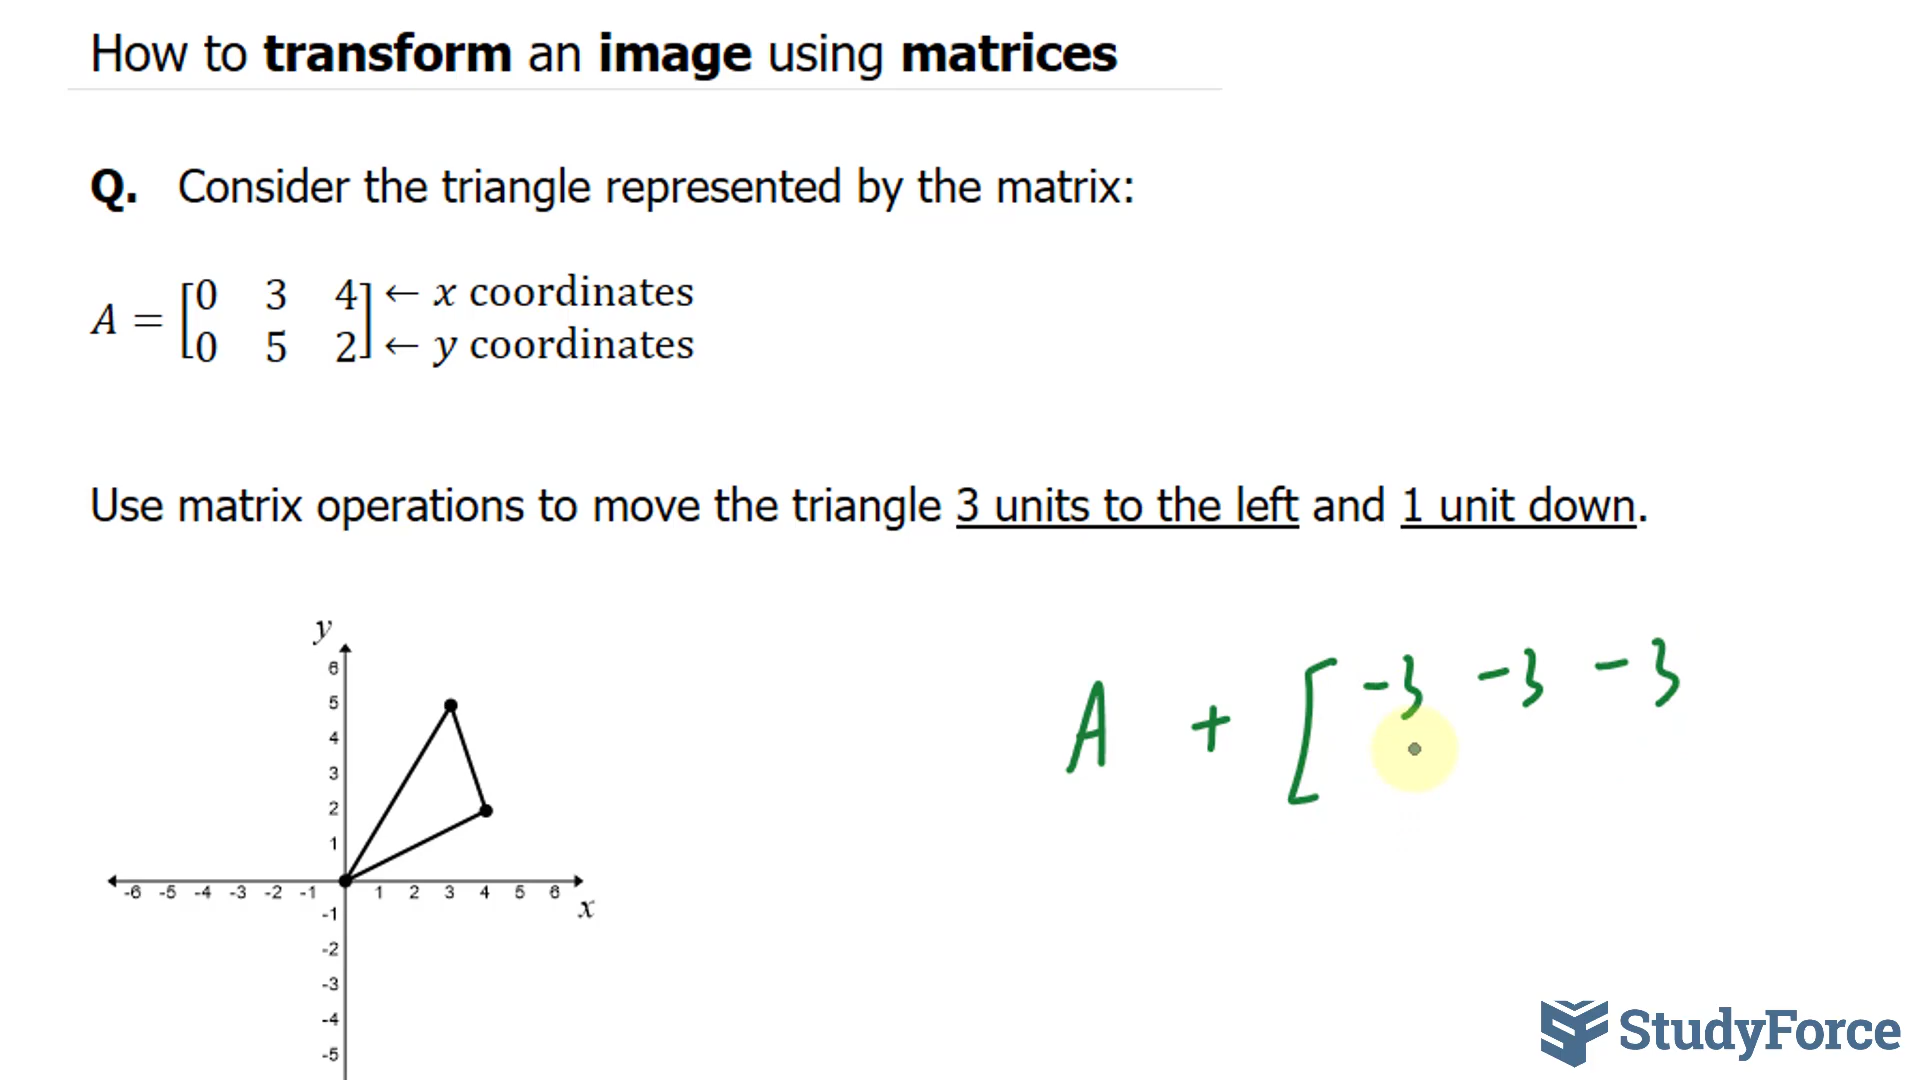 How to transform an image using matrices
Q. Consider the triangle represented by the matrix:
A = [0 3 4] ← x coordinates
[0 5 2] ← y coordinates
Use matrix operations to move the triangle 3 units to the left and 1 unit down.
y
6
5
4
3
2
1
-6 -5 -4 -3 -2 -1 1 2 3 4 5 6
x
-1
-2
-3
-4
-5
A + [ -3 -3 -3
StudyForce